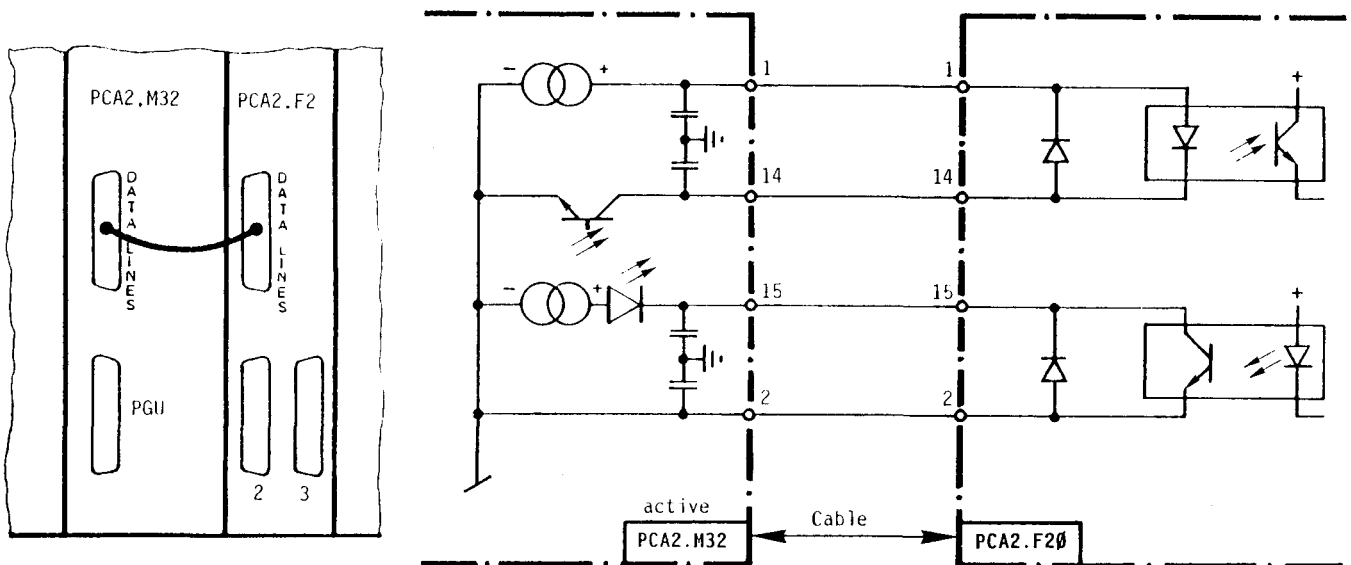 PCA2.M32
PCA2.F2
DATA LINES
DATA LINES
PGU
2
3
- +
1
1
14
14
- +
15
15
2
2
+
+
active
PCA2.M32
Cable
PCA2.F2Ø